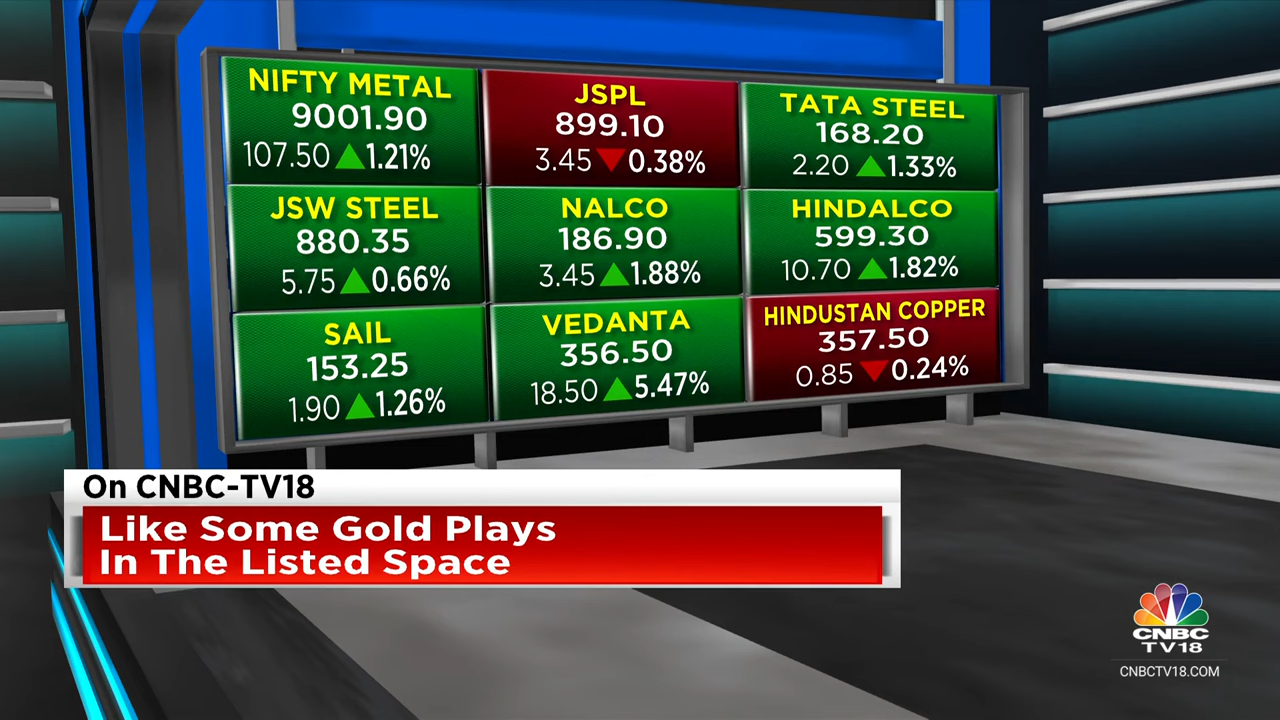 NIFTY METAL
9001.90
107.50 ▲ 1.21%
JSPL
899.10
3.45 ▼ 0.38%
TATA STEEL
168.20
2.20 ▲ 1.33%
JSW STEEL
880.35
5.75 ▲ 0.66%
NALCO
186.90
3.45 ▲ 1.88%
HINDALCO
599.30
10.70 ▲ 1.82%
SAIL
153.25
1.90 ▲ 1.26%
VEDANTA
356.50
18.50 ▲ 5.47%
HINDUSTAN COPPER
357.50
0.85 ▼ 0.24%
On CNBC-TV18
Like Some Gold Plays
In The Listed Space
CNBC
TV18
CNBCTV18.COM